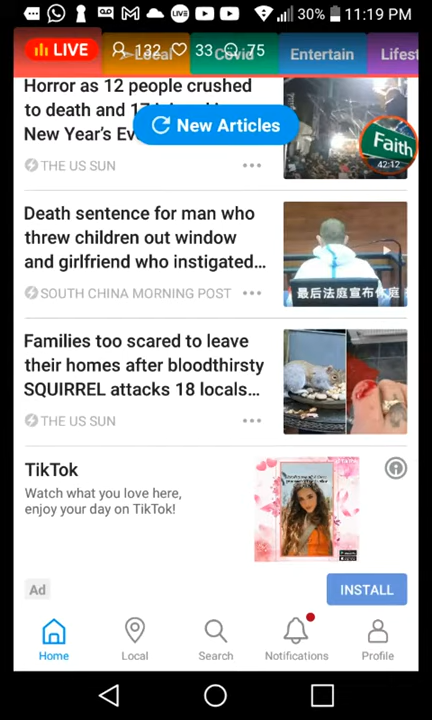 LIVE
30% 11:19 PM
LIVE 132 33 75
Local Covid Entertain Lifest
Horror as 12 people crushed
to death and
New Year's Ev
New Articles
THE US SUN
Faith
42:12
Death sentence for man who
threw children out window
and girlfriend who instigated...
SOUTH CHINA MORNING POST
最后法庭宣布休庭
Families too scared to leave
their homes after bloodthirsty
SQUIRREL attacks 18 locals...
THE US SUN
TikTok
Watch what you love here,
enjoy your day on TikTok!
Ad
INSTALL
Home Local Search Notifications Profile